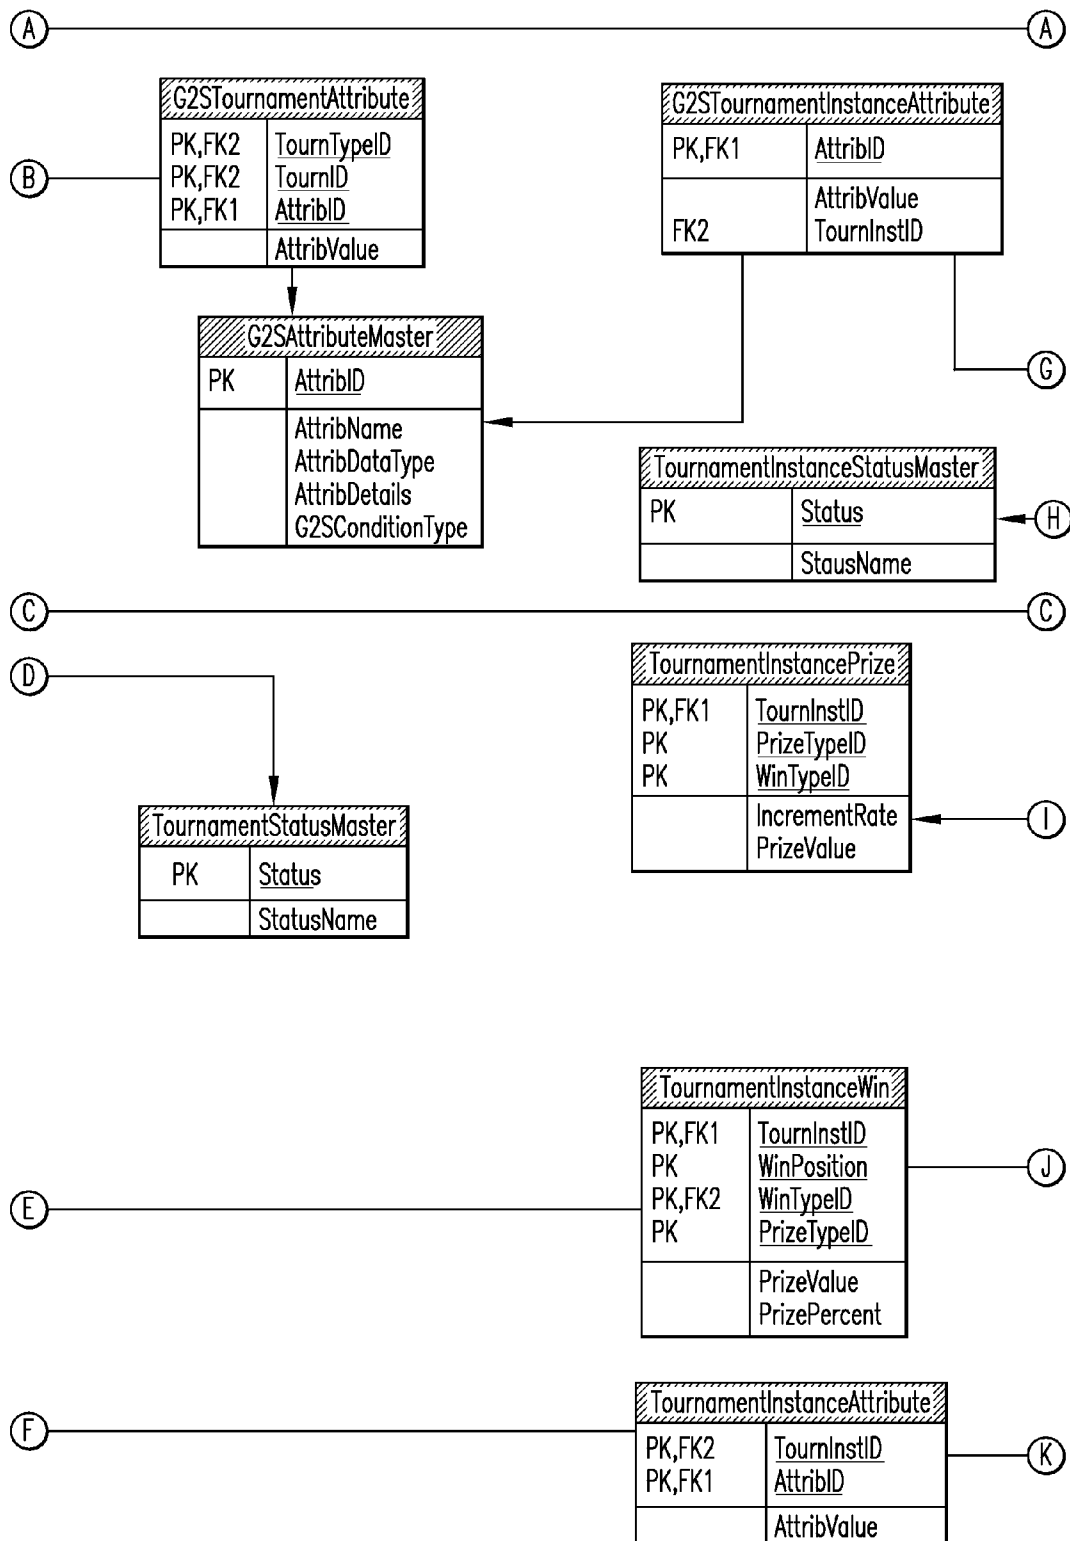 A A
G2STournamentAttribute
PK,FK2 TournTypeID
PK,FK2 TournID
PK,FK1 AttribID
AttribValue
B
G2STournamentInstanceAttribute
PK,FK1 AttribID
AttribValue
FK2 TournInstID
G
G2SAttributeMaster
PK AttribID
AttribName
AttribDataType
AttribDetails
G2SConditionType
TournamentInstanceStatusMaster
PK Status
StausName
H
C C
D
TournamentInstancePrize
PK,FK1 TournInstID
PK PrizeTypeID
PK WinTypeID
IncrementRate
PrizeValue
I
TournamentStatusMaster
PK Status
StatusName
TournamentInstanceWin
PK,FK1 TournInstID
PK WinPosition
PK,FK2 WinTypeID
PK PrizeTypeID
PrizeValue
PrizePercent
J
E
TournamentInstanceAttribute
PK,FK2 TournInstID
PK,FK1 AttribID
AttribValue
F
K